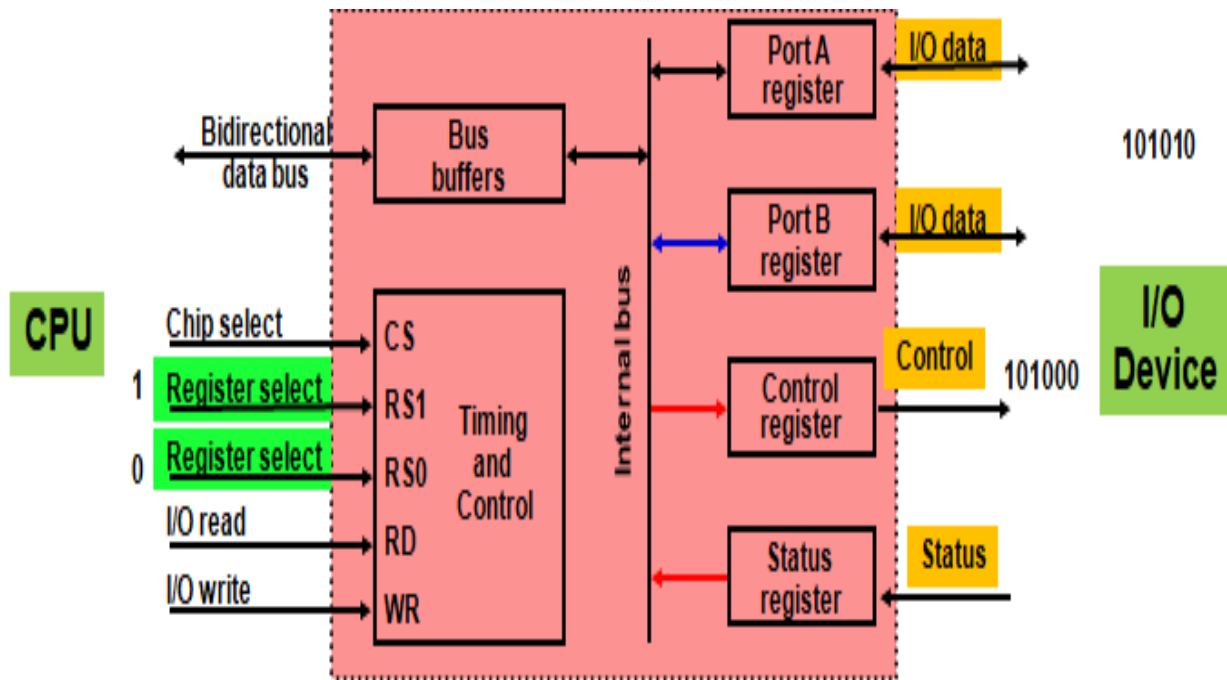 CPU
Bidirectional
data bus
Chip select
1
Register select
0
Register select
I/O read
I/O write
Bus
buffers
CS
RS1
RS0
RD
WR
Timing
and
Control
Internal bus
Port A
register
Port B
register
Control
register
Status
register
I/O data
I/O data
Control
Status
101010
101000
I/O
Device